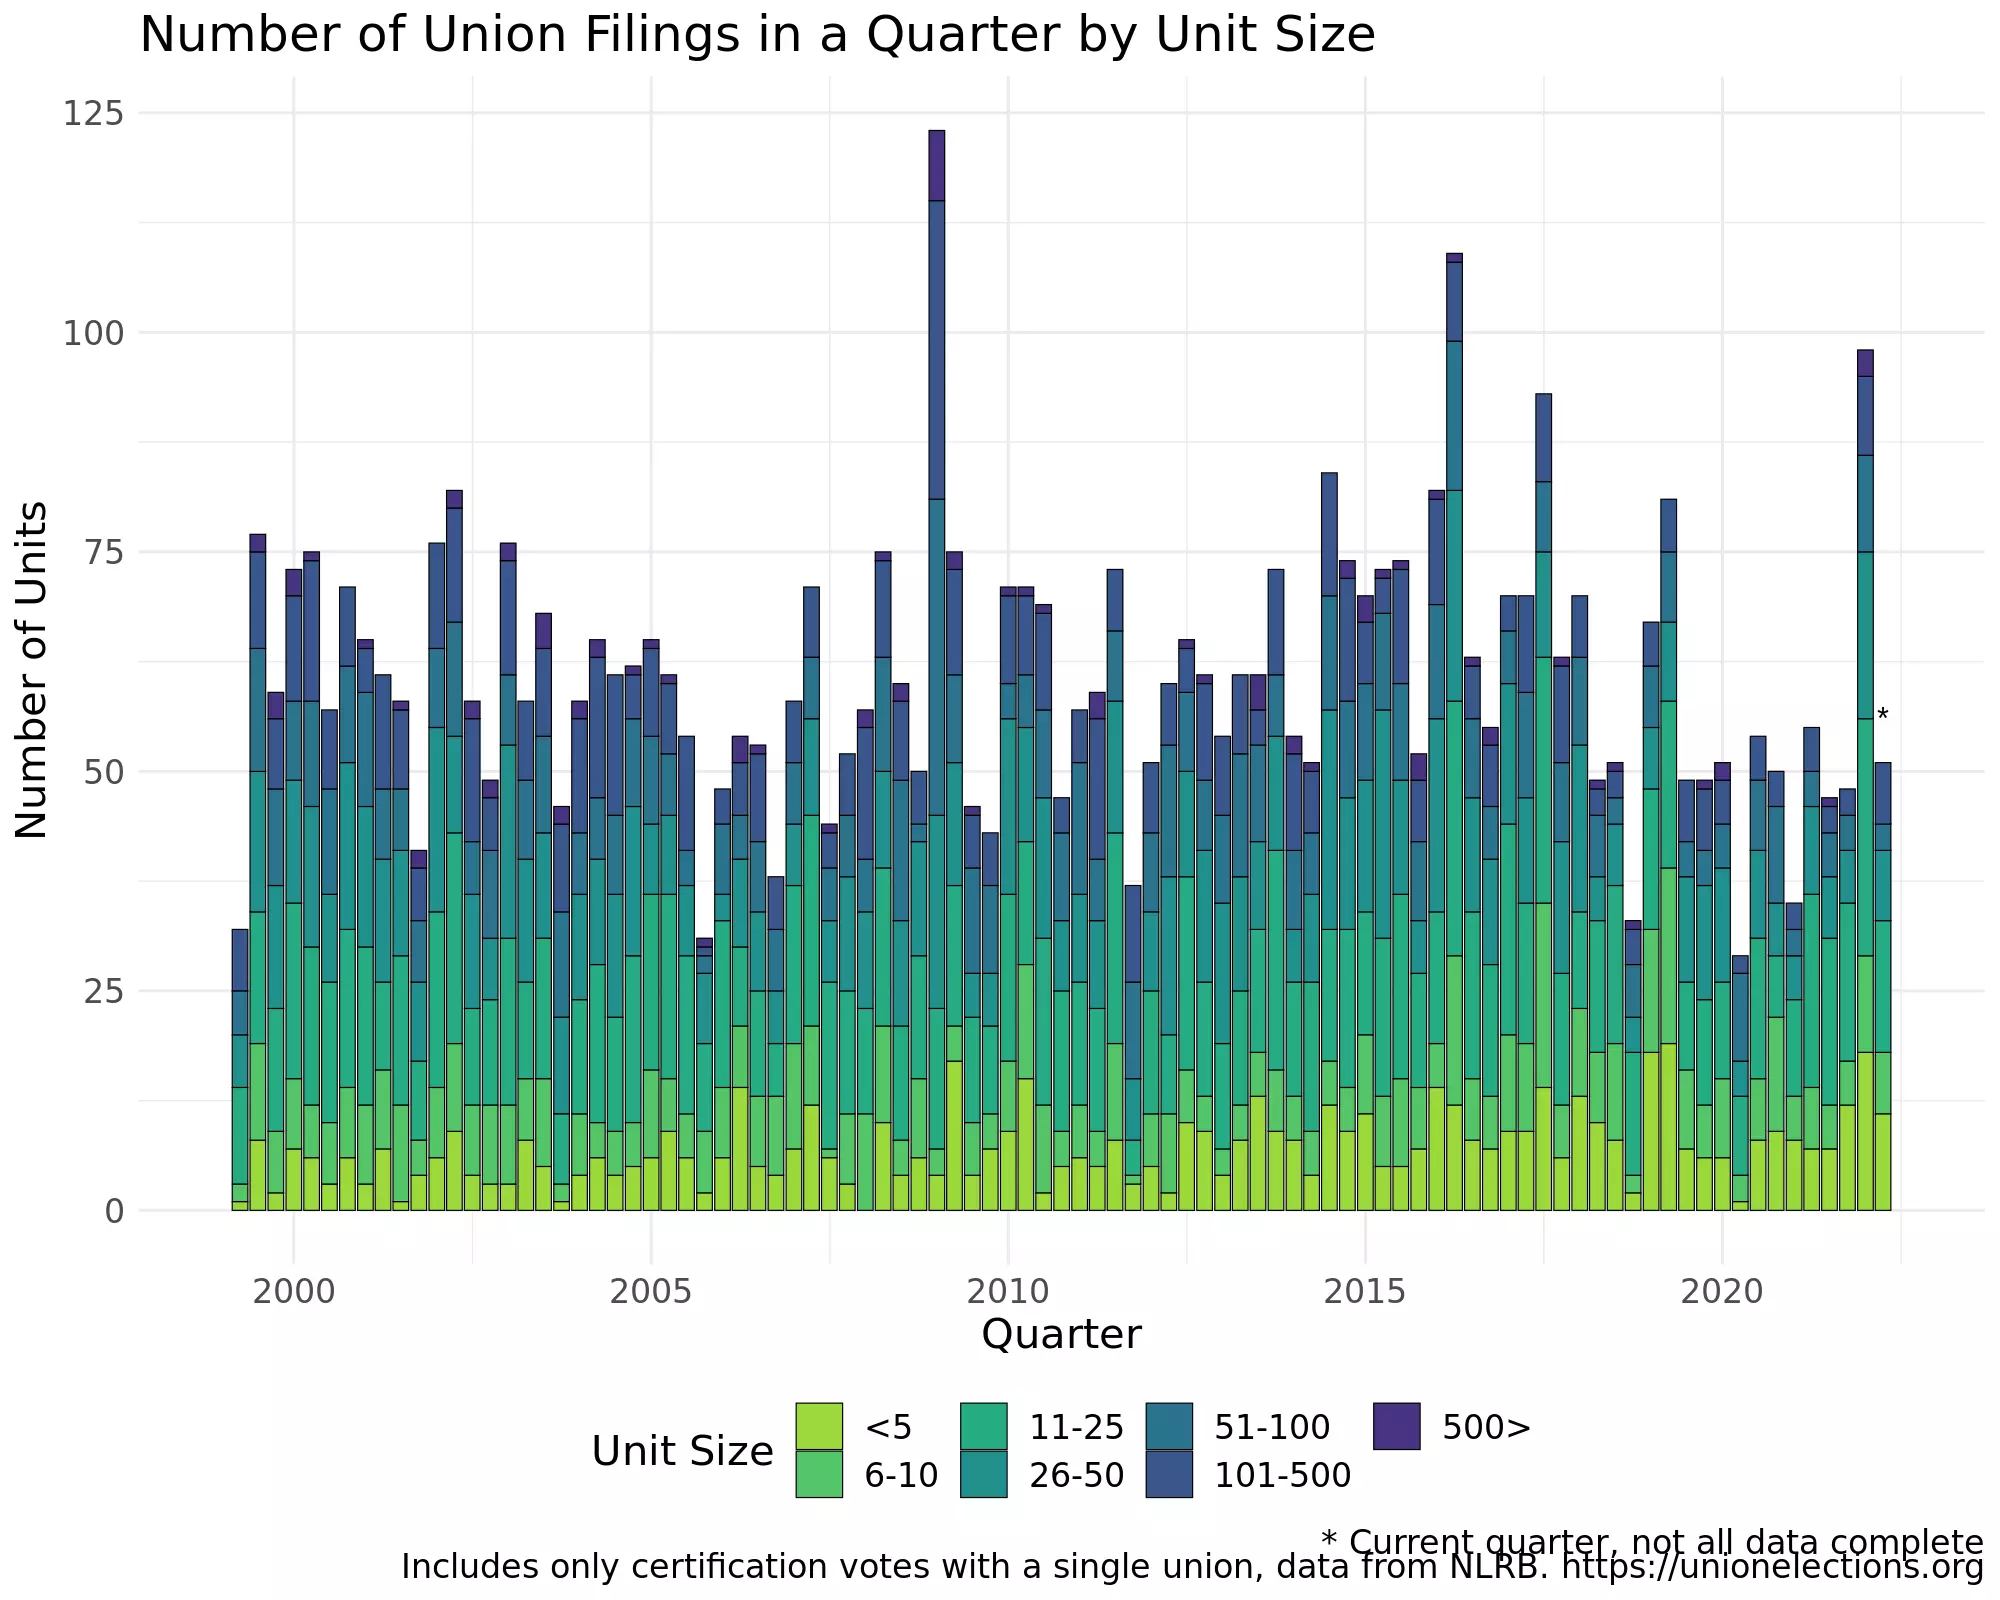 Number of Union Filings in a Quarter by Unit Size
125
100
75
50
25
0
Number of Units
*
2000 2005 2010 2015 2020
Quarter
Unit Size
<5 11-25 51-100 500>
6-10 26-50 101-500
* Current quarter, not all data complete
Includes only certification votes with a single union, data from NLRB. https://unionelections.org